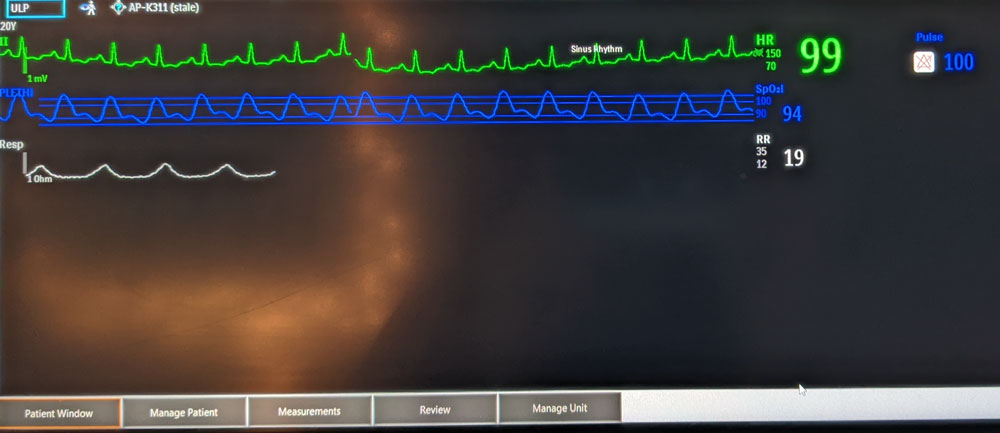 ULP
AP-K311 (stale)
20Y
II
1 mV
Sinus Rhythm
HR
150
70
99
Pulse
100
PLETH
SpO₂
100
90
94
Resp
1 Ohm
RR
35
12
19
Patient Window
Manage Patient
Measurements
Review
Manage Unit